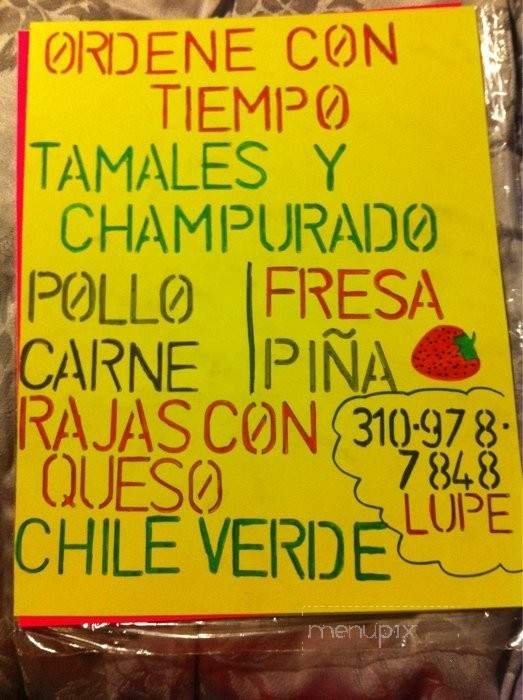 ORDENE CON
TIEMPO
TAMALES Y
CHAMPURADO
POLLO
CARNE
FRESA
PIÑA
RAJAS CON
QUESO
CHILE VERDE
310·978·
7848
LUPE
menupix